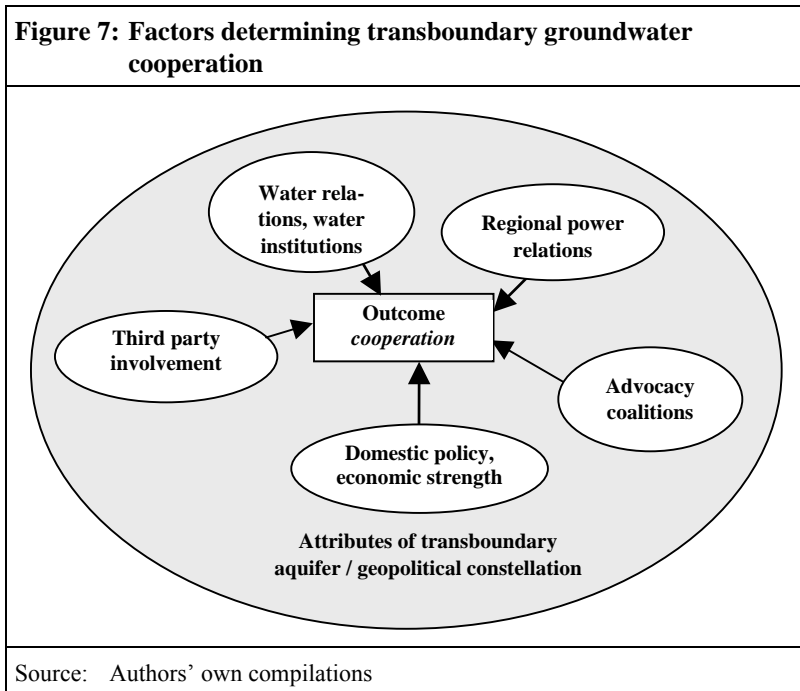 Figure 7: Factors determining transboundary groundwater
cooperation
Water rela-
tions, water
institutions
Regional power
relations
Outcome
cooperation
Third party
involvement
Advocacy
coalitions
Domestic policy,
economic strength
Attributes of transboundary
aquifer / geopolitical constellation
Source: Authors’ own compilations